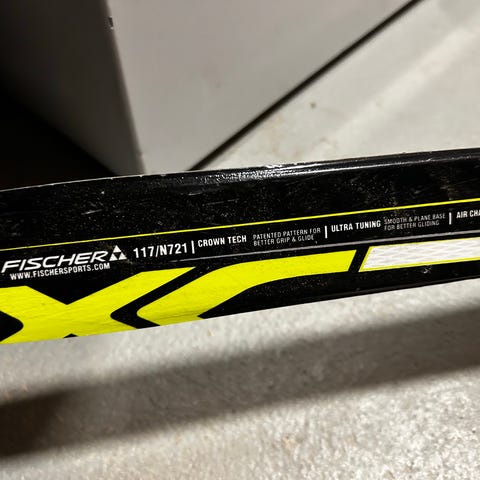 FISCHER 117/N721 | CROWN TECH PATENTED PATTERN FOR BETTER GRIP & GLIDE | ULTRA TUNING SMOOTH & PLANE BASE FOR BETTER GLIDING | AIR CHA
WWW.FISCHERSPORTS.COM